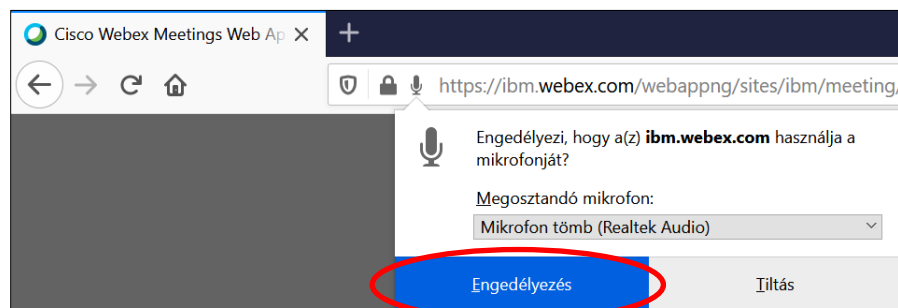 Cisco Webex Meetings Web Ap
https://ibm.webex.com/webappng/sites/ibm/meeting/
Engedélyezi, hogy a(z) ibm.webex.com használja a
mikrofonját?
Megosztandó mikrofon:
Mikrofon tömb (Realtek Audio)
Engedélyezés
Tiltás